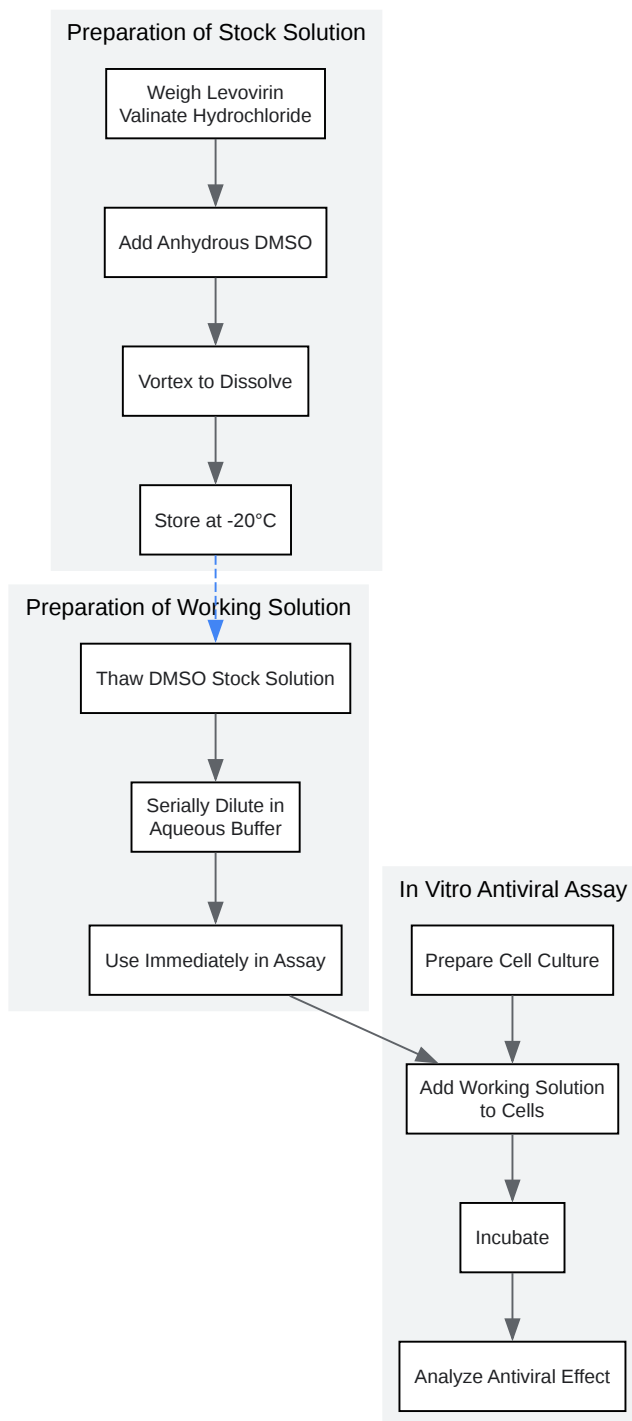 Preparation of Stock Solution
Weigh Levovirin
Valinate Hydrochloride
Add Anhydrous DMSO
Vortex to Dissolve
Store at -20°C
Preparation of Working Solution
Thaw DMSO Stock Solution
Serially Dilute in
Aqueous Buffer
Use Immediately in Assay
In Vitro Antiviral Assay
Prepare Cell Culture
Add Working Solution
to Cells
Incubate
Analyze Antiviral Effect